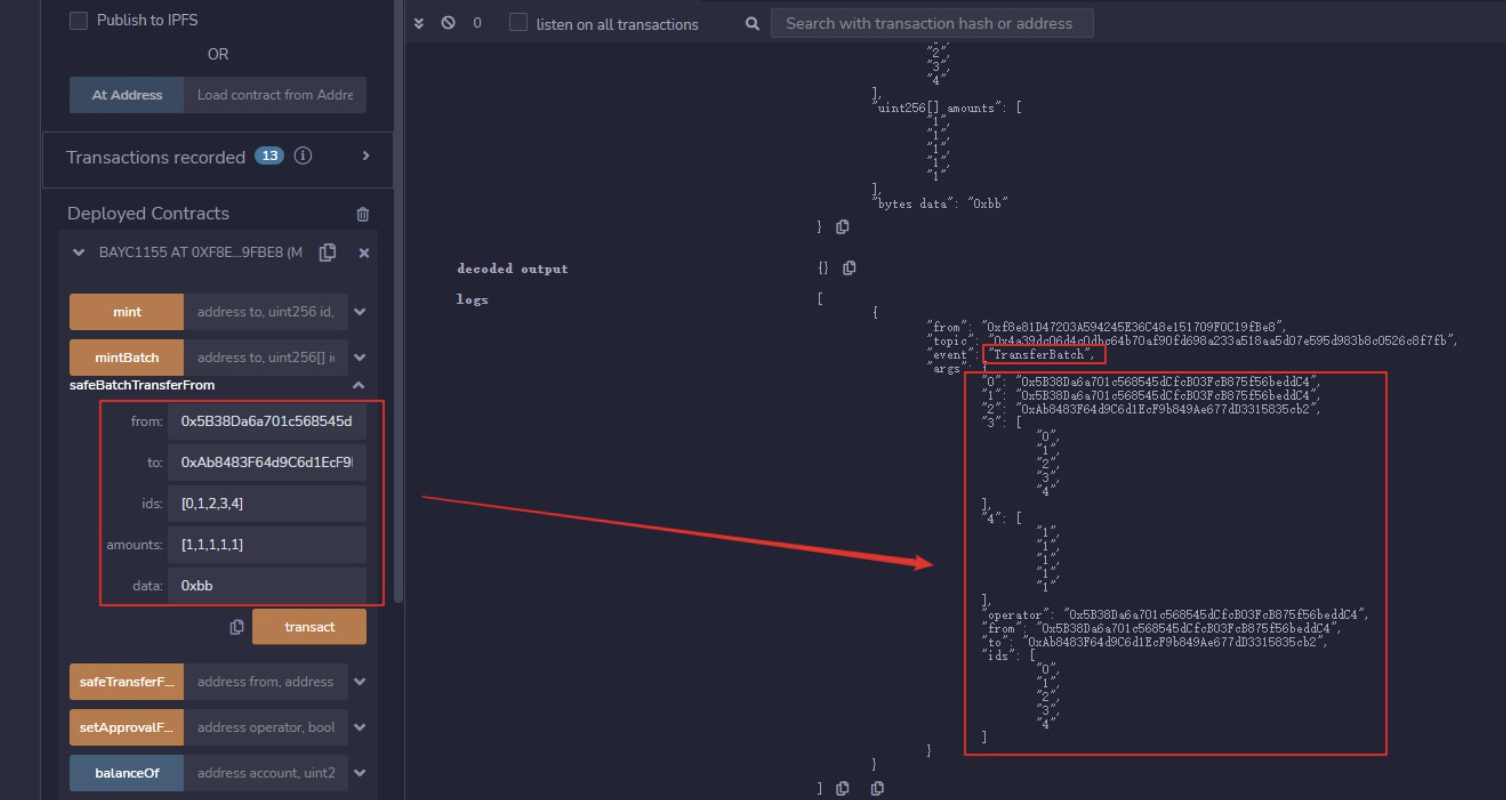 Publish to IPFS
OR
At Address Load contract from Addre
Transactions recorded 13
Deployed Contracts
BAYC1155 AT 0XF8E...9FBE8 (M
mint address to, uint256 id,
mintBatch address to, uint256[] i
safeBatchTransferFrom
from: 0x5B38Da6a701c568545d
to: 0xAb8483F64d9C6d1EcF9
ids: [0,1,2,3,4]
amounts: [1,1,1,1,1]
data: 0xbb
transact
safeTransferF... address from, address
setApprovalF... address operator, bool
balanceOf address account, uint2
0 listen on all transactions Search with transaction hash or address
"2",
"3",
"4"
],
"uint256[] amounts": [
"1",
"1",
"1",
"1",
"1"
],
"bytes data": "0xbb"
}
decoded output {}
logs [
{
"from": "0xf8e81D47203A594245E36C48e151709F0C19fBe8",
"topic": "0x4a39dc06d4c0dbc64b70af90fd698a233a518aa5d07e595d983b8c0526c8f7fb",
"event": "TransferBatch",
"args": {
"0": "0x5B38Da6a701c568545dCfcB03FcB875f56beddC4",
"1": "0x5B38Da6a701c568545dCfcB03FcB875f56beddC4",
"2": "0xAb8483F64d9C6d1EcF9b849Ae677dD3315835cb2",
"3": [
"0",
"1",
"2",
"3",
"4"
],
"4": [
"1",
"1",
"1",
"1",
"1"
],
"operator": "0x5B38Da6a701c568545dCfcB03FcB875f56beddC4",
"from": "0x5B38Da6a701c568545dCfcB03FcB875f56beddC4",
"to": "0xAb8483F64d9C6d1EcF9b849Ae677dD3315835cb2",
"ids": [
"0",
"1",
"2",
"3",
"4"
]
}
}
]